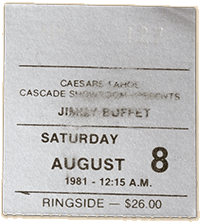 CAESARS TAHOE
CASCADE SHOWROOM PRESENTS
JIMMY BUFFET
SATURDAY
AUGUST 8
1981 - 12:15 A.M.
RINGSIDE — $26.00